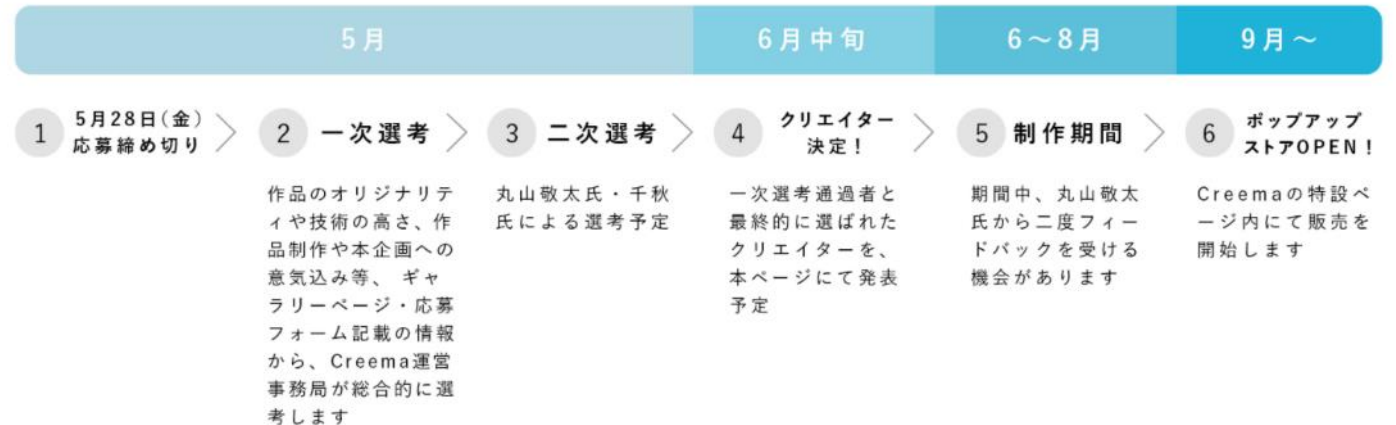 5月
6月中旬
6～8月
9月～
1
5月28日(金)
応募締め切り
2
一次選考
作品のオリジナリテ
ィや技術の高さ、作
品制作や本企画への
意気込み等、 ギャ
ラリーページ・応募
フォーム記載の情報
から、Creema運営
事務局が総合的に選
考します
3
二次選考
丸山敬太氏・千秋
氏による選考予定
4
クリエイター
決定！
一次選考通過者と
最終的に選ばれた
クリエイターを、
本ページにて発表
予定
5
制作期間
期間中、丸山敬太
氏から二度フィー
ドバックを受ける
機会があります
6
ポップアップ
ストアOPEN！
Creemaの特設ペ
ージ内にて販売を
開始します